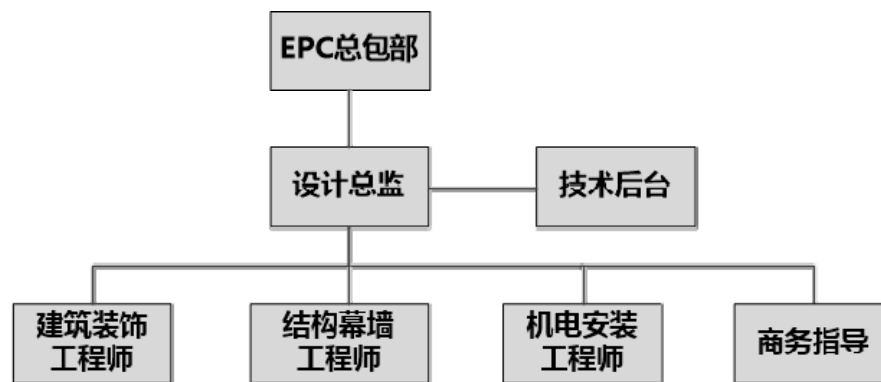 EPC总包部
设计总监
技术后台
建筑装饰
工程师
结构幕墙
工程师
机电安装
工程师
商务指导